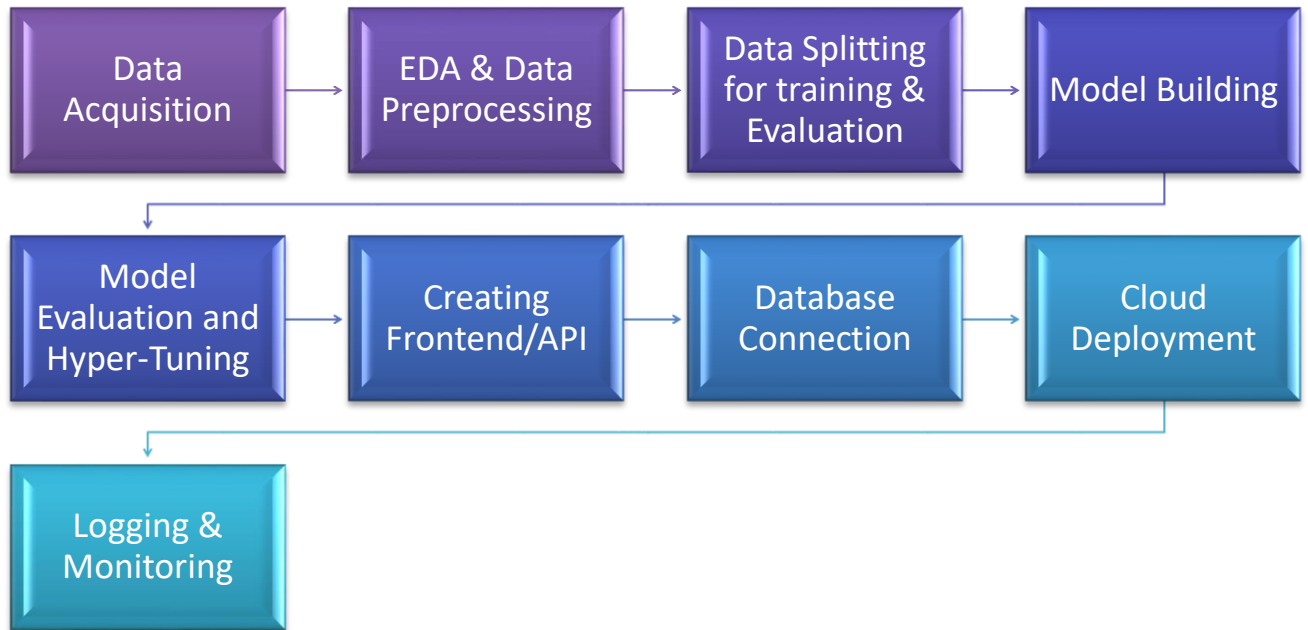 Data
Acquisition
EDA & Data
Preprocessing
Data Splitting
for training &
Evaluation
Model Building
Model
Evaluation and
Hyper-Tuning
Creating
Frontend/API
Database
Connection
Cloud
Deployment
Logging &
Monitoring